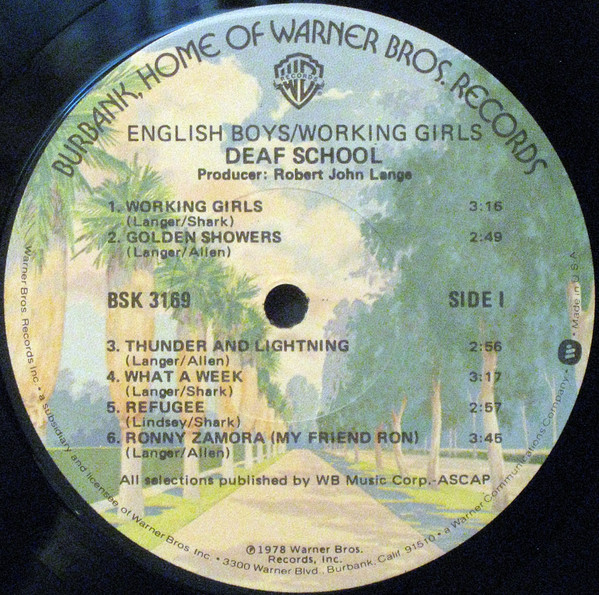 BURBANK, HOME OF WARNER BROS. RECORDS
WB
RECORDS
ENGLISH BOYS/WORKING GIRLS
DEAF SCHOOL
Producer: Robert John Lange
1. WORKING GIRLS 3:16
(Langer/Shark)
2. GOLDEN SHOWERS 2:49
(Langer/Allen)
BSK 3169 SIDE I
3. THUNDER AND LIGHTNING 2:56
(Langer/Allen)
4. WHAT A WEEK 3:17
(Langer/Shark)
5. REFUGEE 2:57
(Lindsey/Shark)
6. RONNY ZAMORA (MY FRIEND RON) 3:45
(Langer/Allen)
All selections published by WB Music Corp.-ASCAP
℗1978 Warner Bros.
Records, Inc.
Warner Bros. Records Inc. • a subsidiary and licensee of Warner Bros. Inc. • 3300 Warner Blvd., Burbank, Calif. 91510 • a Warner Communications Company • Made in U.S.A.